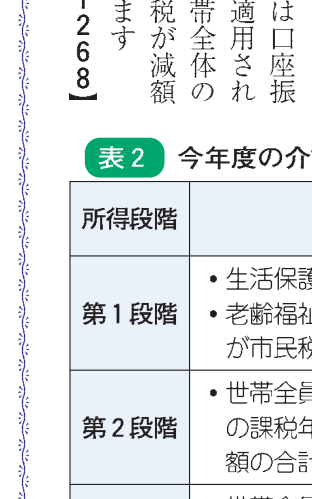 は口座振
適用され
帯全体の
税が減額
ます
268】
表2 今年度の介
所得段階
第1段階
・生活保護
・老齢福祉
が市民税
第2段階
・世帯全員
の課税年
額の合計